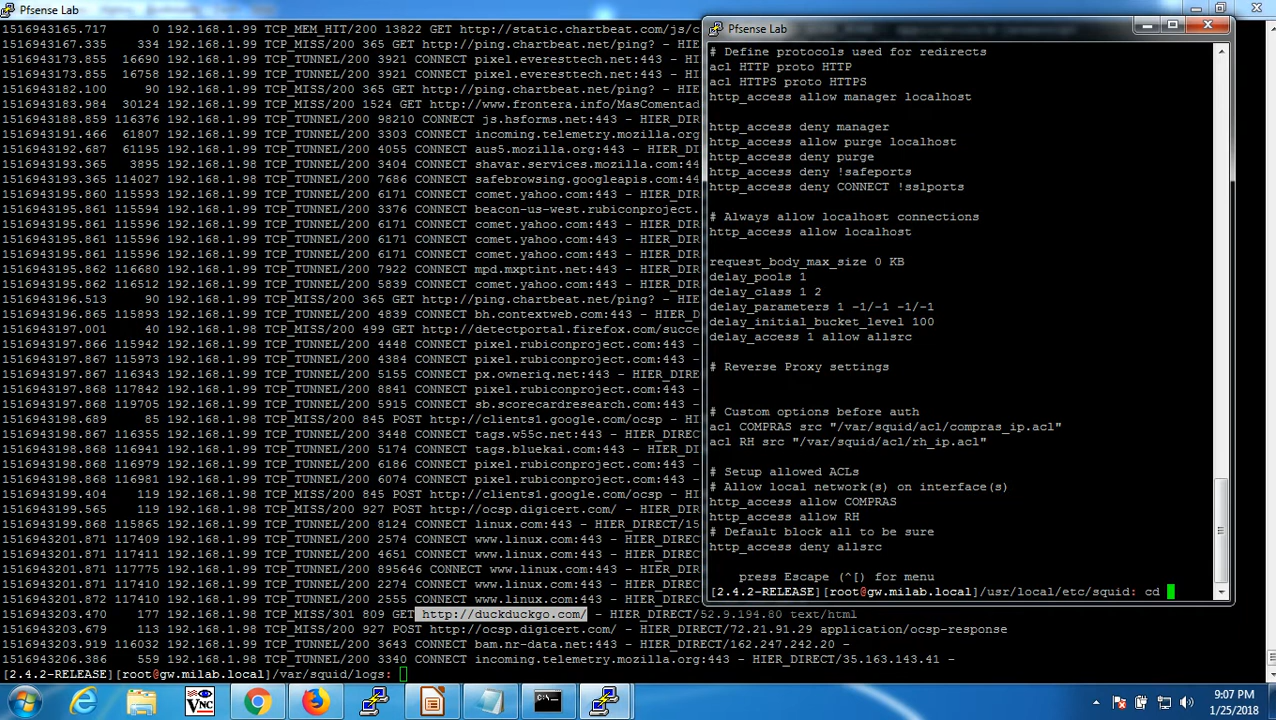 Pfsense Lab
1516943165.717 0 192.168.1.99 TCP_MEM_HIT/200 13822 GET http://static.chartbeat.com/js/c
1516943167.335 334 192.168.1.99 TCP_MISS/200 365 GET http://ping.chartbeat.net/ping? - HIE
1516943173.855 16690 192.168.1.99 TCP_TUNNEL/200 3921 CONNECT pixel.everesttech.net:443 - H
1516943173.855 16758 192.168.1.99 TCP_TUNNEL/200 3921 CONNECT pixel.everesttech.net:443 - H
1516943182.500 90 192.168.1.99 TCP_MISS/200 365 GET http://ping.chartbeat.net/ping? - HIE
1516943183.984 30124 192.168.1.99 TCP_MISS/200 1524 GET http://www.frontera.info/MasComentad
1516943188.859 116376 192.168.1.99 TCP_TUNNEL/200 98210 CONNECT js.hsforms.net:443 - HIER_DI
1516943191.466 61807 192.168.1.99 TCP_TUNNEL/200 3303 CONNECT incoming.telemetry.mozilla.org
1516943192.632 61195 192.168.1.99 TCP_TUNNEL/200 4055 CONNECT aus5.mozilla.org:443 - HIER_DI
1516943193.365 3895 192.168.1.98 TCP_TUNNEL/200 3404 CONNECT shavar.services.mozilla.com:44
1516943193.365 114027 192.168.1.98 TCP_TUNNEL/200 7686 CONNECT safebrowsing.googleapis.com:4
1516943195.860 115593 192.168.1.99 TCP_TUNNEL/200 6171 CONNECT comet.yahoo.com:443 - HIER_DI
1516943195.861 115594 192.168.1.99 TCP_TUNNEL/200 3376 CONNECT beacon-us-west.rubiconproject.
1516943195.861 115595 192.168.1.99 TCP_TUNNEL/200 6171 CONNECT comet.yahoo.com:443 - HIER_DI
1516943195.861 115596 192.168.1.99 TCP_TUNNEL/200 6171 CONNECT comet.yahoo.com:443 - HIER_DI
1516943195.861 115596 192.168.1.99 TCP_TUNNEL/200 6171 CONNECT comet.yahoo.com:443 - HIER_DI
1516943195.862 116680 192.168.1.99 TCP_TUNNEL/200 7922 CONNECT mpd.mxptint.net:443 - HIER_DI
1516943195.862 116512 192.168.1.99 TCP_TUNNEL/200 5839 CONNECT comet.yahoo.com:443 - HIER_DI
1516943196.513 90 192.168.1.99 TCP_MISS/200 365 GET http://ping.chartbeat.net/ping? - HIE
1516943196.864 115839 192.168.1.99 TCP_TUNNEL/200 4449 CONNECT bh.contextweb.com:443 - HIER_
1516943197.001 40 192.168.1.98 TCP_MISS/200 499 GET http://detectportal.firefox.com/succe
1516943197.868 115942 192.168.1.99 TCP_TUNNEL/200 4448 CONNECT pixel.rubiconproject.com:443
1516943197.868 115973 192.168.1.99 TCP_TUNNEL/200 4384 CONNECT pixel.rubiconproject.com:443
1516943197.868 116343 192.168.1.99 TCP_TUNNEL/200 5155 CONNECT px.owneriq.net:443 - HIER_DIR
1516943197.868 117842 192.168.1.99 TCP_TUNNEL/200 8841 CONNECT pixel.rubiconproject.com:443
1516943197.868 119705 192.168.1.99 TCP_TUNNEL/200 5915 CONNECT sb.scorecardresearch.com:443
1516943198.689 85 192.168.1.98 TCP_MISS/200 845 POST http://clients1.google.com/ocsp - HI
1516943198.867 116355 192.168.1.99 TCP_TUNNEL/200 3448 CONNECT tags.w55c.net:443 - HIER_DIREC
1516943198.868 116941 192.168.1.99 TCP_TUNNEL/200 5174 CONNECT tags.bluekai.com:443 - HIER_D
1516943198.868 116979 192.168.1.99 TCP_TUNNEL/200 6186 CONNECT pixel.rubiconproject.com:443
1516943198.868 116998 192.168.1.99 TCP_TUNNEL/200 6074 CONNECT pixel.rubiconproject.com:443
1516943199.404 119 192.168.1.98 TCP_MISS/200 845 POST http://clients1.google.com/ocsp - HI
1516943199.565 119 192.168.1.98 TCP_MISS/200 927 POST http://ocsp.digicert.com/ - HIER_DIR
1516943199.868 115865 192.168.1.99 TCP_TUNNEL/200 8124 CONNECT linux.com:443 - HIER_DIRECT/15
1516943201.871 117409 192.168.1.99 TCP_TUNNEL/200 2574 CONNECT www.linux.com:443 - HIER_DIREC
1516943201.871 117411 192.168.1.99 TCP_TUNNEL/200 4651 CONNECT www.linux.com:443 - HIER_DIREC
1516943201.871 117775 192.168.1.99 TCP_TUNNEL/200 895646 CONNECT www.linux.com:443 - HIER_DIR
1516943201.871 117410 192.168.1.99 TCP_TUNNEL/200 2274 CONNECT www.linux.com:443 - HIER_DIREC
1516943201.872 117410 192.168.1.99 TCP_TUNNEL/200 2555 CONNECT www.linux.com:443 - HIER_DIREC
1516943203.470 177 192.168.1.98 TCP_MISS/301 809 GET http://duckduckgo.com/ - HIER_DIRECT/52.9.194.80 text/html
1516943203.679 113 192.168.1.98 TCP_MISS/200 927 POST http://ocsp.digicert.com/ - HIER_DIRECT/72.21.91.29 application/ocsp-response
1516943203.919 116032 192.168.1.99 TCP_TUNNEL/200 3643 CONNECT bam.nr-data.net:443 - HIER_DIRECT/162.247.242.20 -
1516943206.386 559 192.168.1.98 TCP_TUNNEL/200 3340 CONNECT incoming.telemetry.mozilla.org:443 - HIER_DIRECT/35.163.143.41 -
[2.4.2-RELEASE][root@gw.milab.local]/var/squid/logs:
Pfsense Lab
# Define protocols used for redirects
acl HTTP proto HTTP
acl HTTPS proto HTTPS
http_access allow manager localhost
http_access deny manager
http_access allow purge localhost
http_access deny purge
http_access deny !safeports
http_access deny CONNECT !sslports
# Always allow localhost connections
http_access allow localhost
request_body_max_size 0 KB
delay_pools 1
delay_class 1 2
delay_parameters 1 -1/-1 -1/-1
delay_initial_bucket_level 100
delay_access 1 allow allsrc
# Reverse Proxy settings
# Custom options before auth
acl COMPRAS src "/var/squid/acl/compras_ip.acl"
acl RH src "/var/squid/acl/rh_ip.acl"
# Setup allowed ACLs
# Allow local network(s) on interface(s)
http_access allow COMPRAS
http_access allow RH
# Default block all to be sure
http_access deny allsrc
press Escape (^[) for menu
[2.4.2-RELEASE][root@gw.milab.local]/usr/local/etc/squid: cd
9:07 PM
1/25/2018